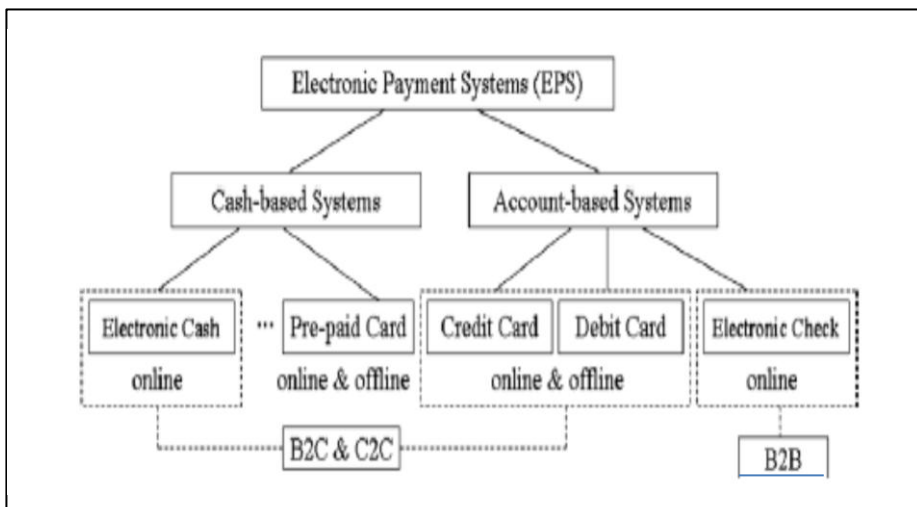 Electronic Payment Systems (EPS)
Cash-based Systems
Account-based Systems
Electronic Cash
...
Pre-paid Card
Credit Card
Debit Card
Electronic Check
online
online & offline
online & offline
online
B2C & C2C
B2B